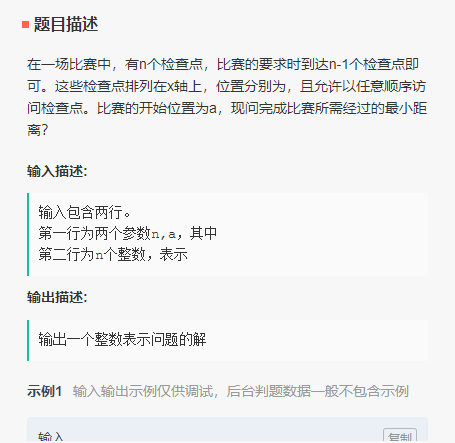 题目描述
在一场比赛中，有n个检查点，比赛的要求时到达n-1个检查点即
可。这些检查点排列在x轴上，位置分别为，且允许以任意顺序访
问检查点。比赛的开始位置为a，现问完成比赛所需经过的最小距
离？
输入描述:
输入包含两行。
第一行为两个参数n,a，其中
第二行为n个整数，表示
输出描述:
输出一个整数表示问题的解
示例1 输入输出示例仅供调试，后台判题数据一般不包含示例
输入 复制